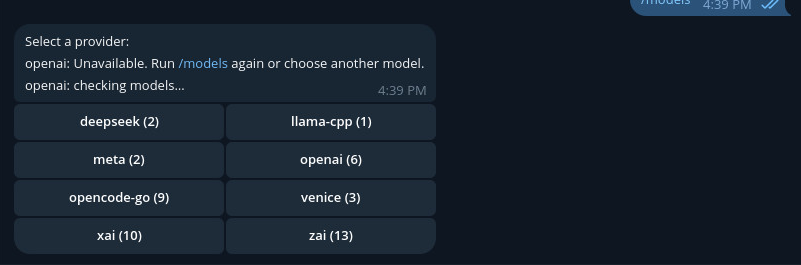 /models 4:39 PM
Select a provider:
openai: Unavailable. Run /models again or choose another model.
openai: checking models...
4:39 PM
deepseek (2)
llama-cpp (1)
meta (2)
openai (6)
opencode-go (9)
venice (3)
xai (10)
zai (13)